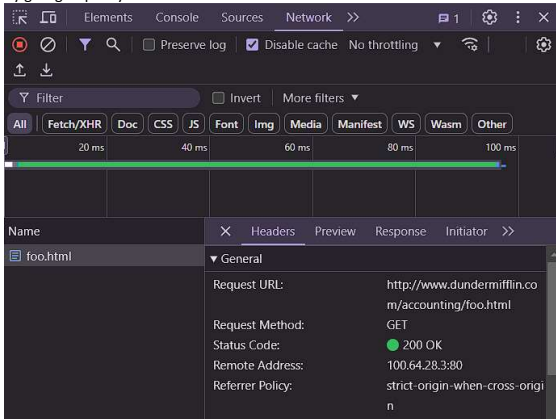 Elements Console Sources Network >> 1
Preserve log Disable cache No throttling
Filter Invert More filters
All Fetch/XHR Doc CSS JS Font Img Media Manifest WS Wasm Other
20 ms 40 ms 60 ms 80 ms 100 ms
Name Headers Preview Response Initiator >>
foo.html General
Request URL: http://www.dundermifflin.co
m/accounting/foo.html
Request Method: GET
Status Code: 200 OK
Remote Address: 100.64.28.3:80
Referrer Policy: strict-origin-when-cross-origi
n